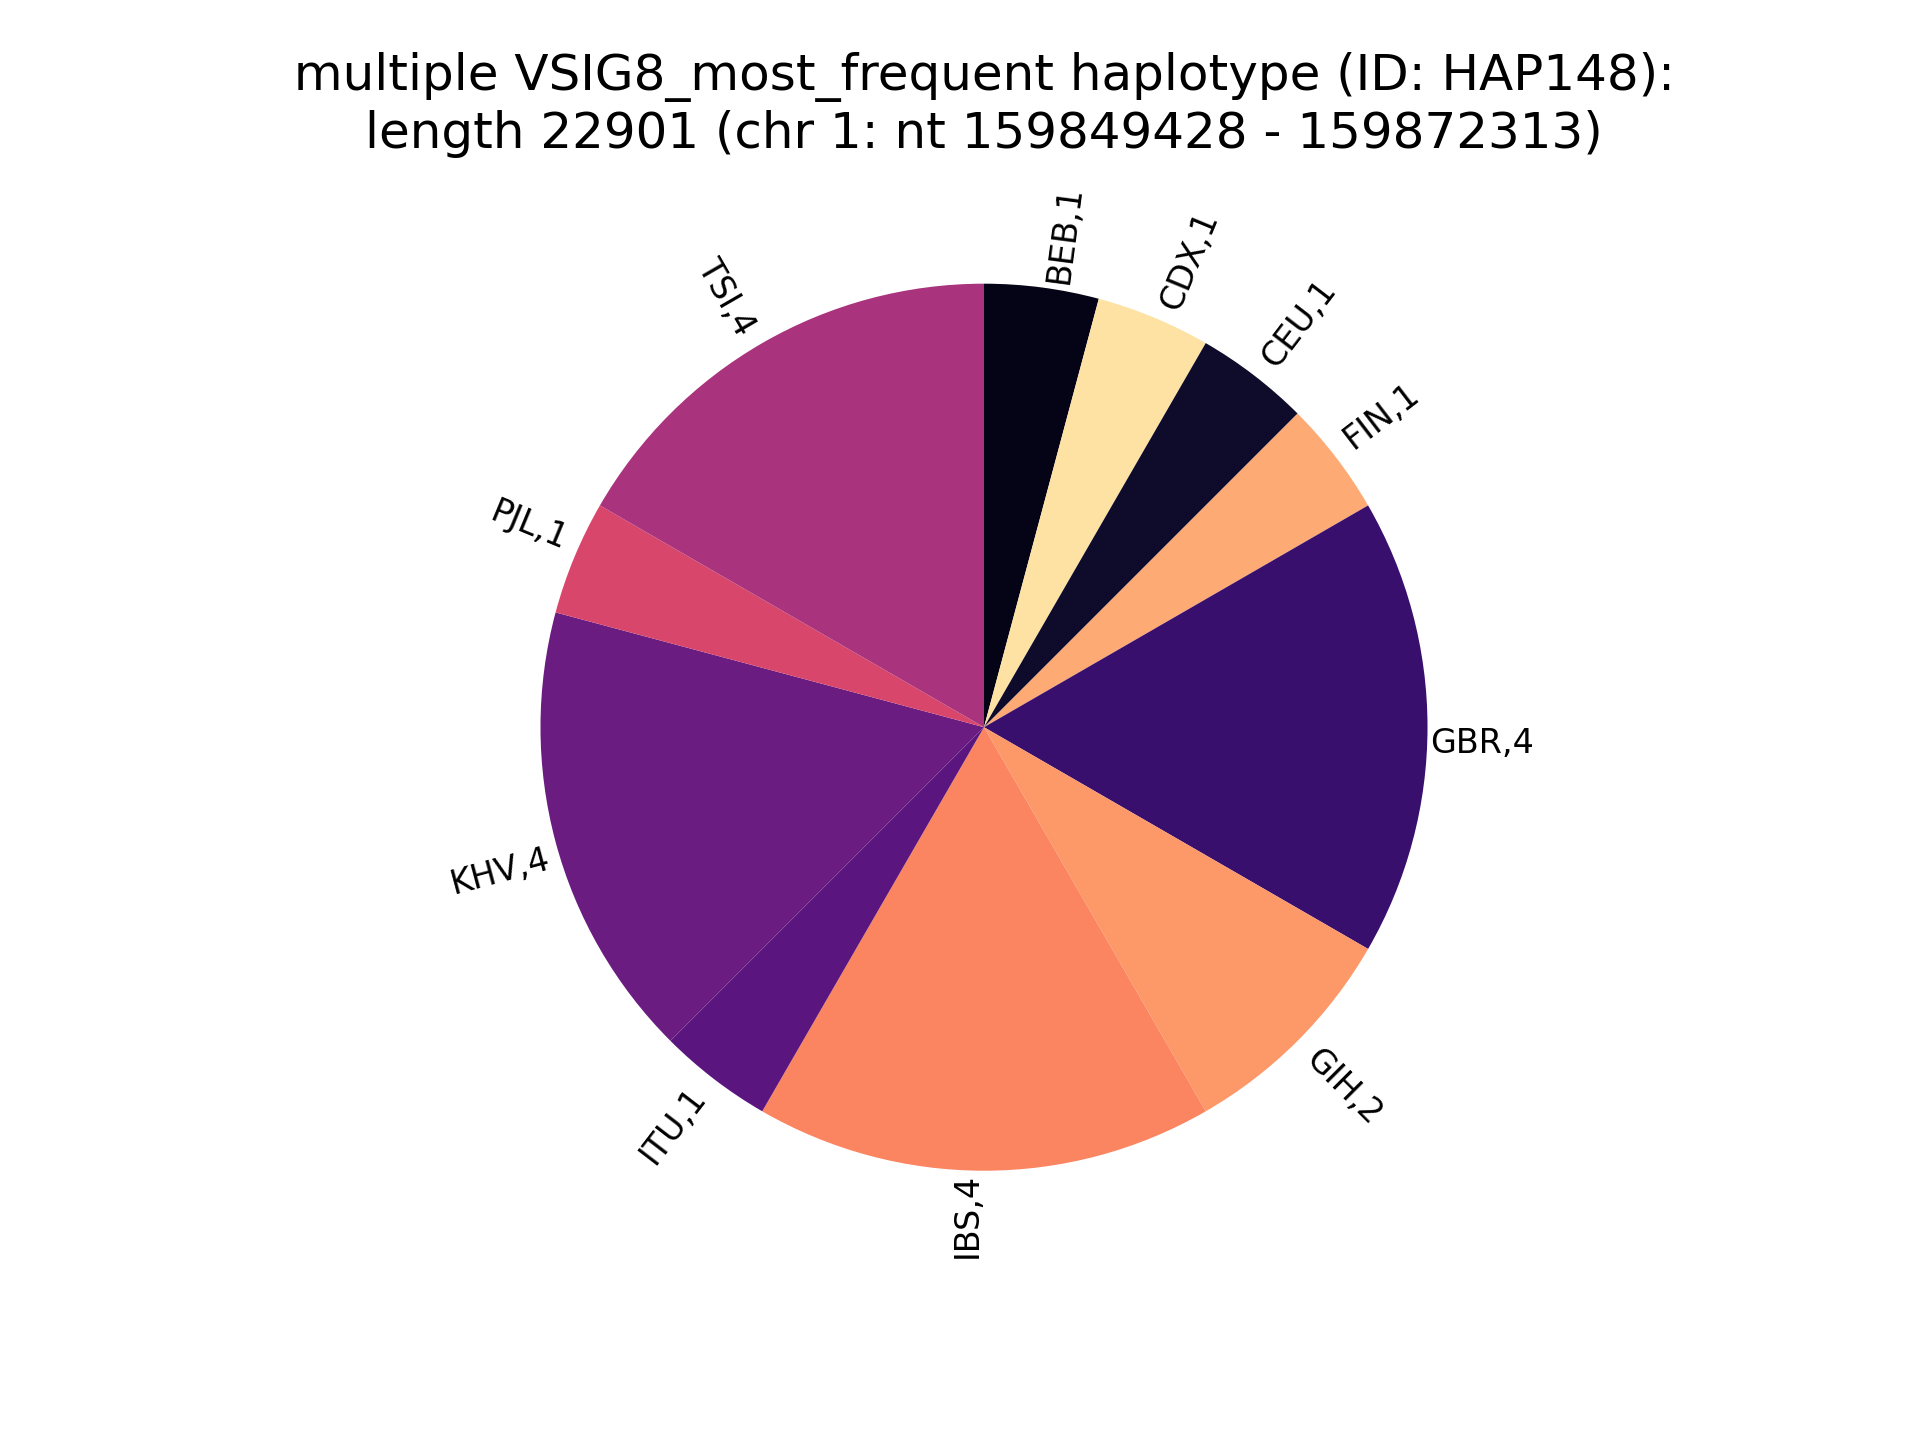 multiple VSIG8_most_frequent haplotype (ID: HAP148):
length 22901 (chr 1: nt 159849428 - 159872313)
BEB,1
CDX,1
CEU,1
FIN,1
GBR,4
GIH,2
IBS,4
ITU,1
KHV,4
PJL,1
TSI,4